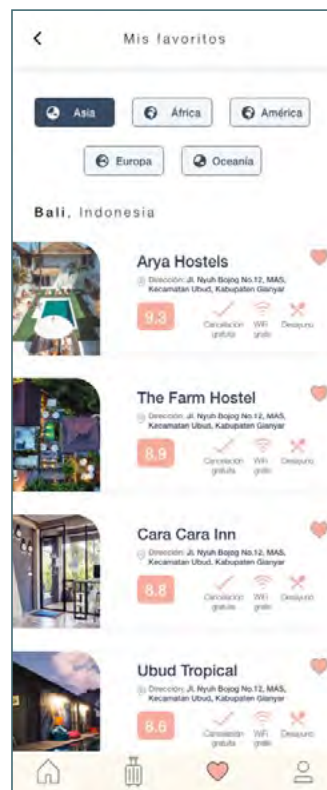 Mis favoritos
Asia
África
América
Europa
Oceanía
Bali, Indonesia
Arya Hostels
Dirección: Jl. Nyuh Bojog No.12, MAS,
Kecamatan Ubud, Kabupaten Gianyar
9.3
Cancelación
gratuita
WiFi
gratis
Desayuno
The Farm Hostel
Dirección: Jl. Nyuh Bojog No.12, MAS,
Kecamatan Ubud, Kabupaten Gianyar
8.9
Cancelación
gratuita
WiFi
gratis
Desayuno
Cara Cara Inn
Dirección: Jl. Nyuh Bojog No.12, MAS,
Kecamatan Ubud, Kabupaten Gianyar
8.8
Cancelación
gratuita
WiFi
gratis
Desayuno
Ubud Tropical
Dirección: Jl. Nyuh Bojog No.12, MAS,
Kecamatan Ubud, Kabupaten Gianyar
8.6
Cancelación
gratuita
WiFi
gratis
Desayuno